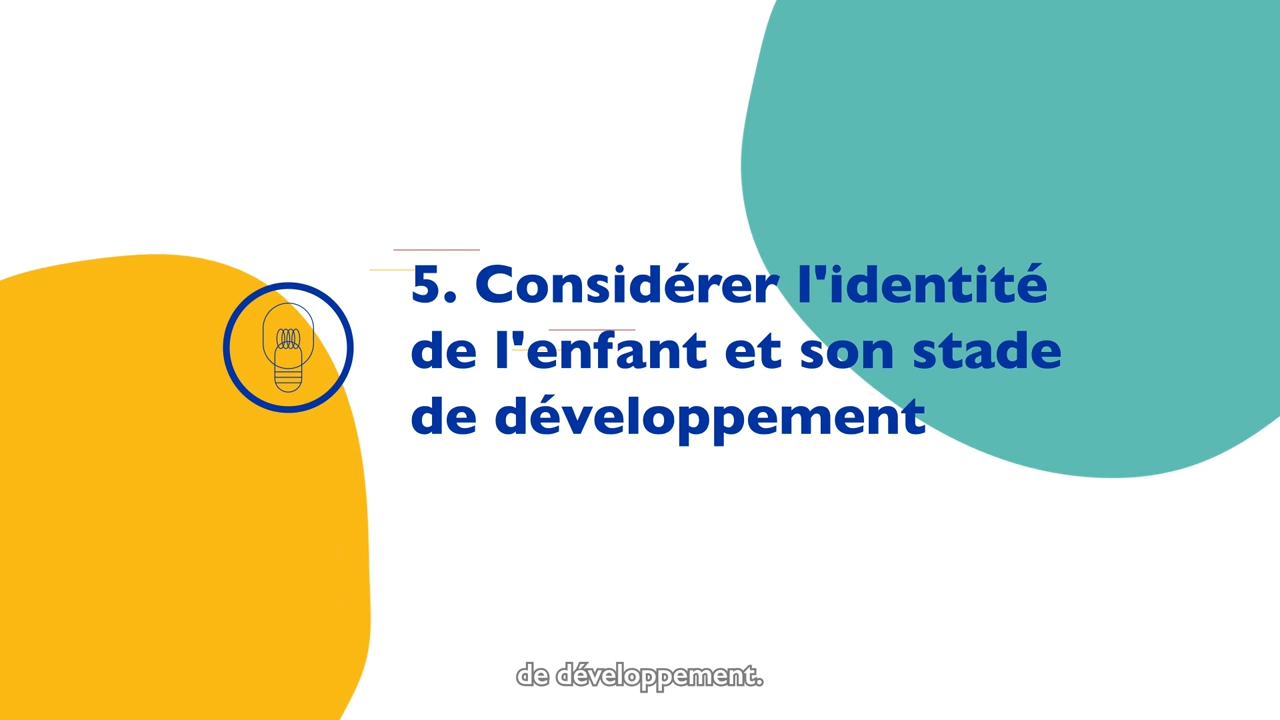 5. Considérer l'identité
de l'enfant et son stade
de développement
de développement.